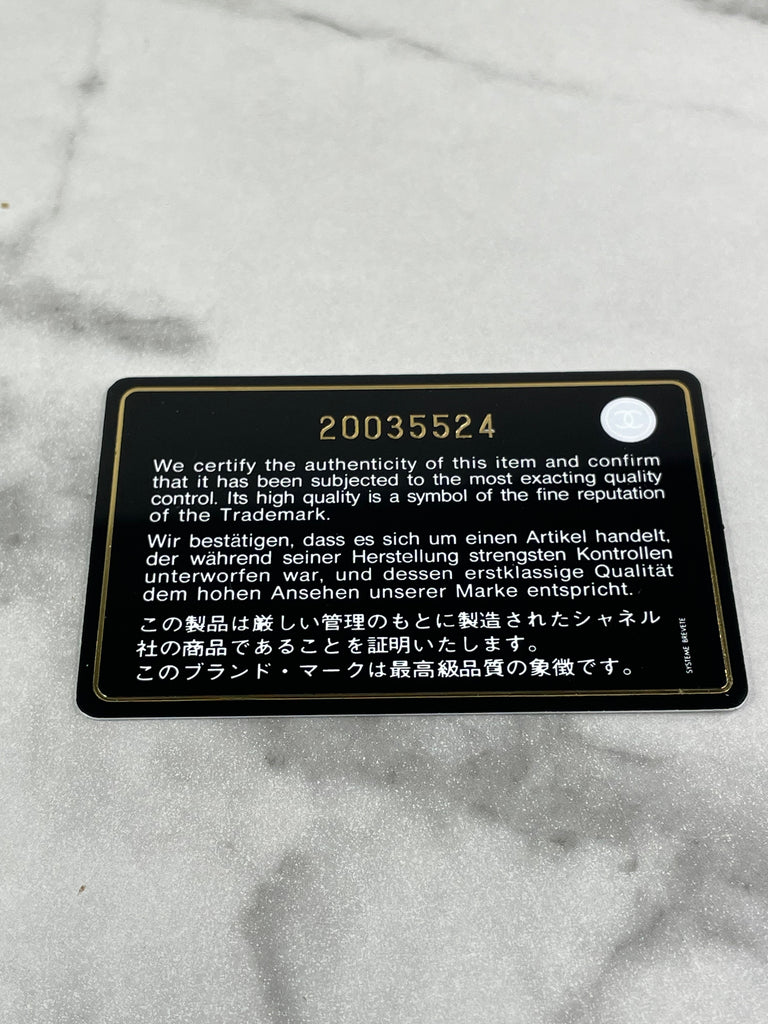 20035524
We certify the authenticity of this item and confirm
that it has been subjected to the most exacting quality
control. Its high quality is a symbol of the fine reputation
of the Trademark.
Wir bestätigen, dass es sich um einen Artikel handelt,
der während seiner Herstellung strengsten Kontrollen
unterworfen war, und dessen erstklassige Qualität
dem hohen Ansehen unserer Marke entspricht.
この製品は厳しい管理のもとに製造されたシャネル
社の商品であることを証明いたします。
このブランド・マークは最高級品質の象徴です。
SYSTEME BREVETE